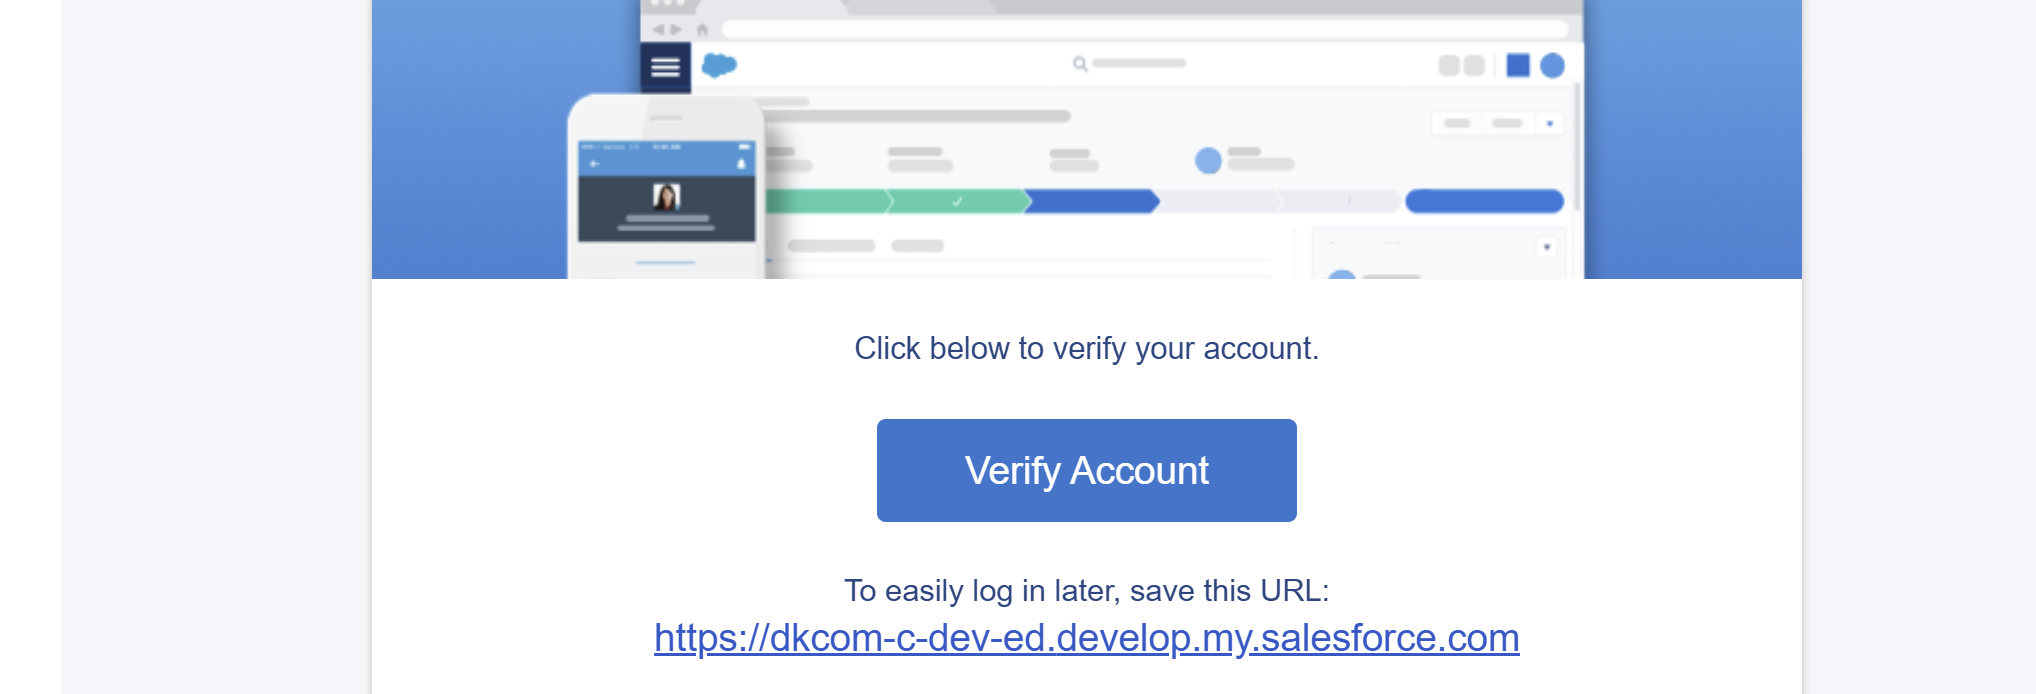 Click below to verify your account.
Verify Account
To easily log in later, save this URL:
https://dkcom-c-dev-ed.develop.my.salesforce.com